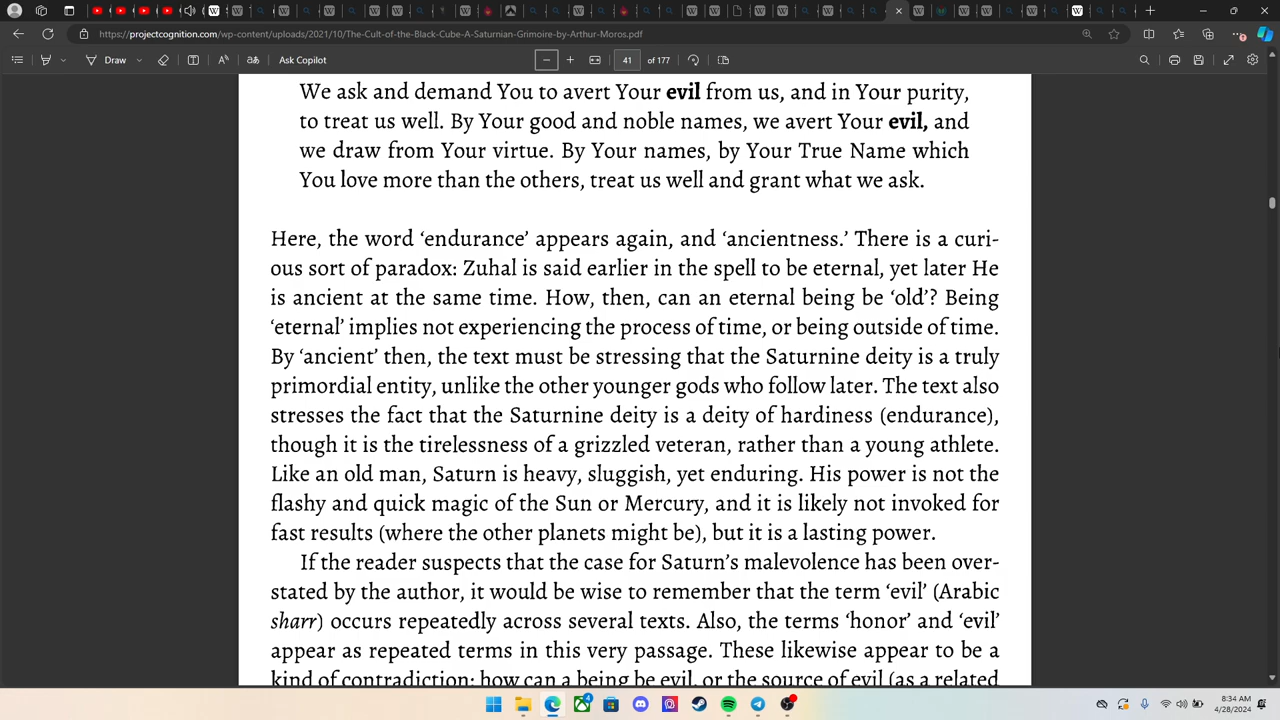 https://projectcognition.com/wp-content/uploads/2021/10/The-Cult-of-the-Black-Cube-A-Saturnian-Grimoire-by-Arthur-Moros.pdf
Draw
Ask Copilot
41
of 177
We ask and demand You to avert Your evil from us, and in Your purity,
to treat us well. By Your good and noble names, we avert Your evil, and
we draw from Your virtue. By Your names, by Your True Name which
You love more than the others, treat us well and grant what we ask.
Here, the word ‘endurance’ appears again, and ‘ancientness.’ There is a curi-
ous sort of paradox: Zuhal is said earlier in the spell to be eternal, yet later He
is ancient at the same time. How, then, can an eternal being be ‘old’? Being
‘eternal’ implies not experiencing the process of time, or being outside of time.
By ‘ancient’ then, the text must be stressing that the Saturnine deity is a truly
primordial entity, unlike the other younger gods who follow later. The text also
stresses the fact that the Saturnine deity is a deity of hardiness (endurance),
though it is the tirelessness of a grizzled veteran, rather than a young athlete.
Like an old man, Saturn is heavy, sluggish, yet enduring. His power is not the
flashy and quick magic of the Sun or Mercury, and it is likely not invoked for
fast results (where the other planets might be), but it is a lasting power.
If the reader suspects that the case for Saturn’s malevolence has been over-
stated by the author, it would be wise to remember that the term ‘evil’ (Arabic
sharr) occurs repeatedly across several texts. Also, the terms ‘honor’ and ‘evil’
appear as repeated terms in this very passage. These likewise appear to be a
kind of contradiction: how can a being be evil, or the source of evil (as a related
8:34 AM
4/28/2024